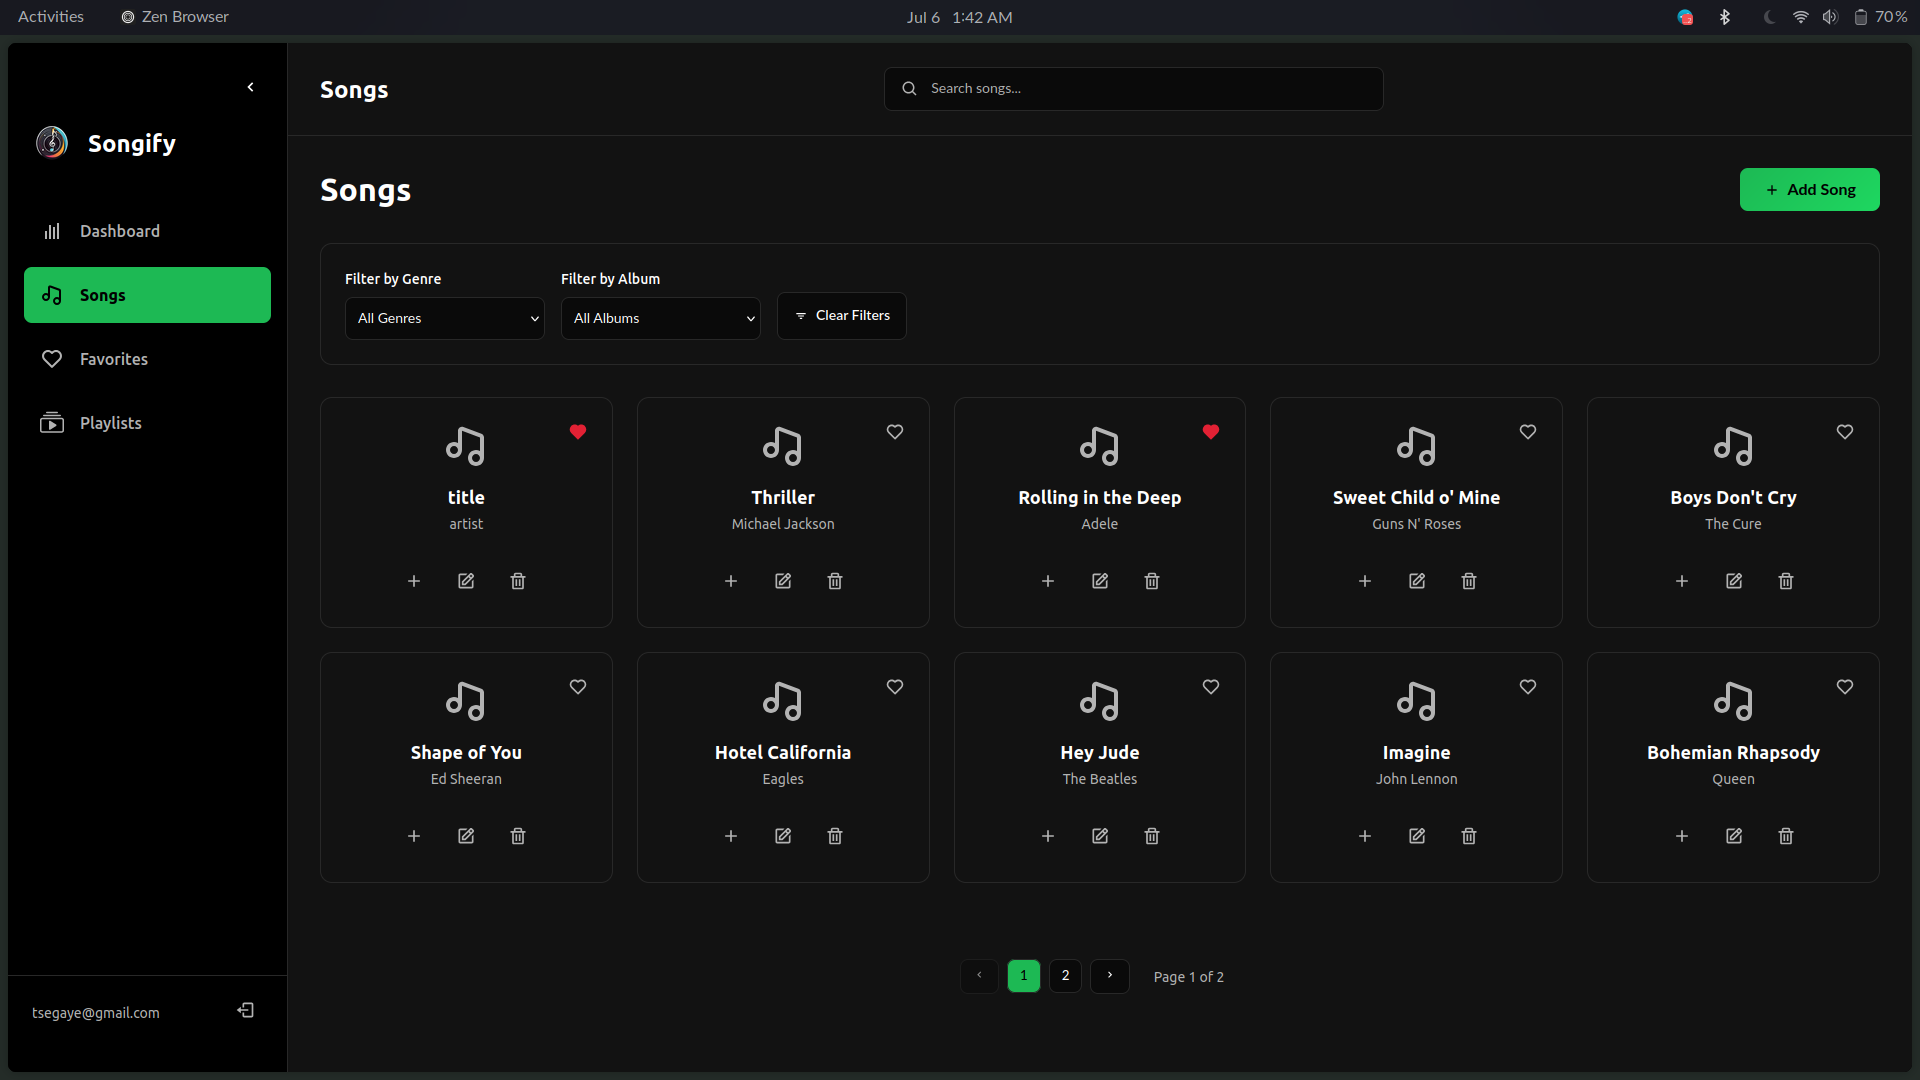 Activities
Zen Browser
Jul 6 1:42 AM
70%
Songify
Dashboard
Songs
Favorites
Playlists
tsegaye@gmail.com
Songs
Search songs...
Songs
+ Add Song
Filter by Genre
All Genres
Filter by Album
All Albums
Clear Filters
title
artist
Thriller
Michael Jackson
Rolling in the Deep
Adele
Sweet Child o' Mine
Guns N' Roses
Boys Don't Cry
The Cure
Shape of You
Ed Sheeran
Hotel California
Eagles
Hey Jude
The Beatles
Imagine
John Lennon
Bohemian Rhapsody
Queen
1
2
Page 1 of 2